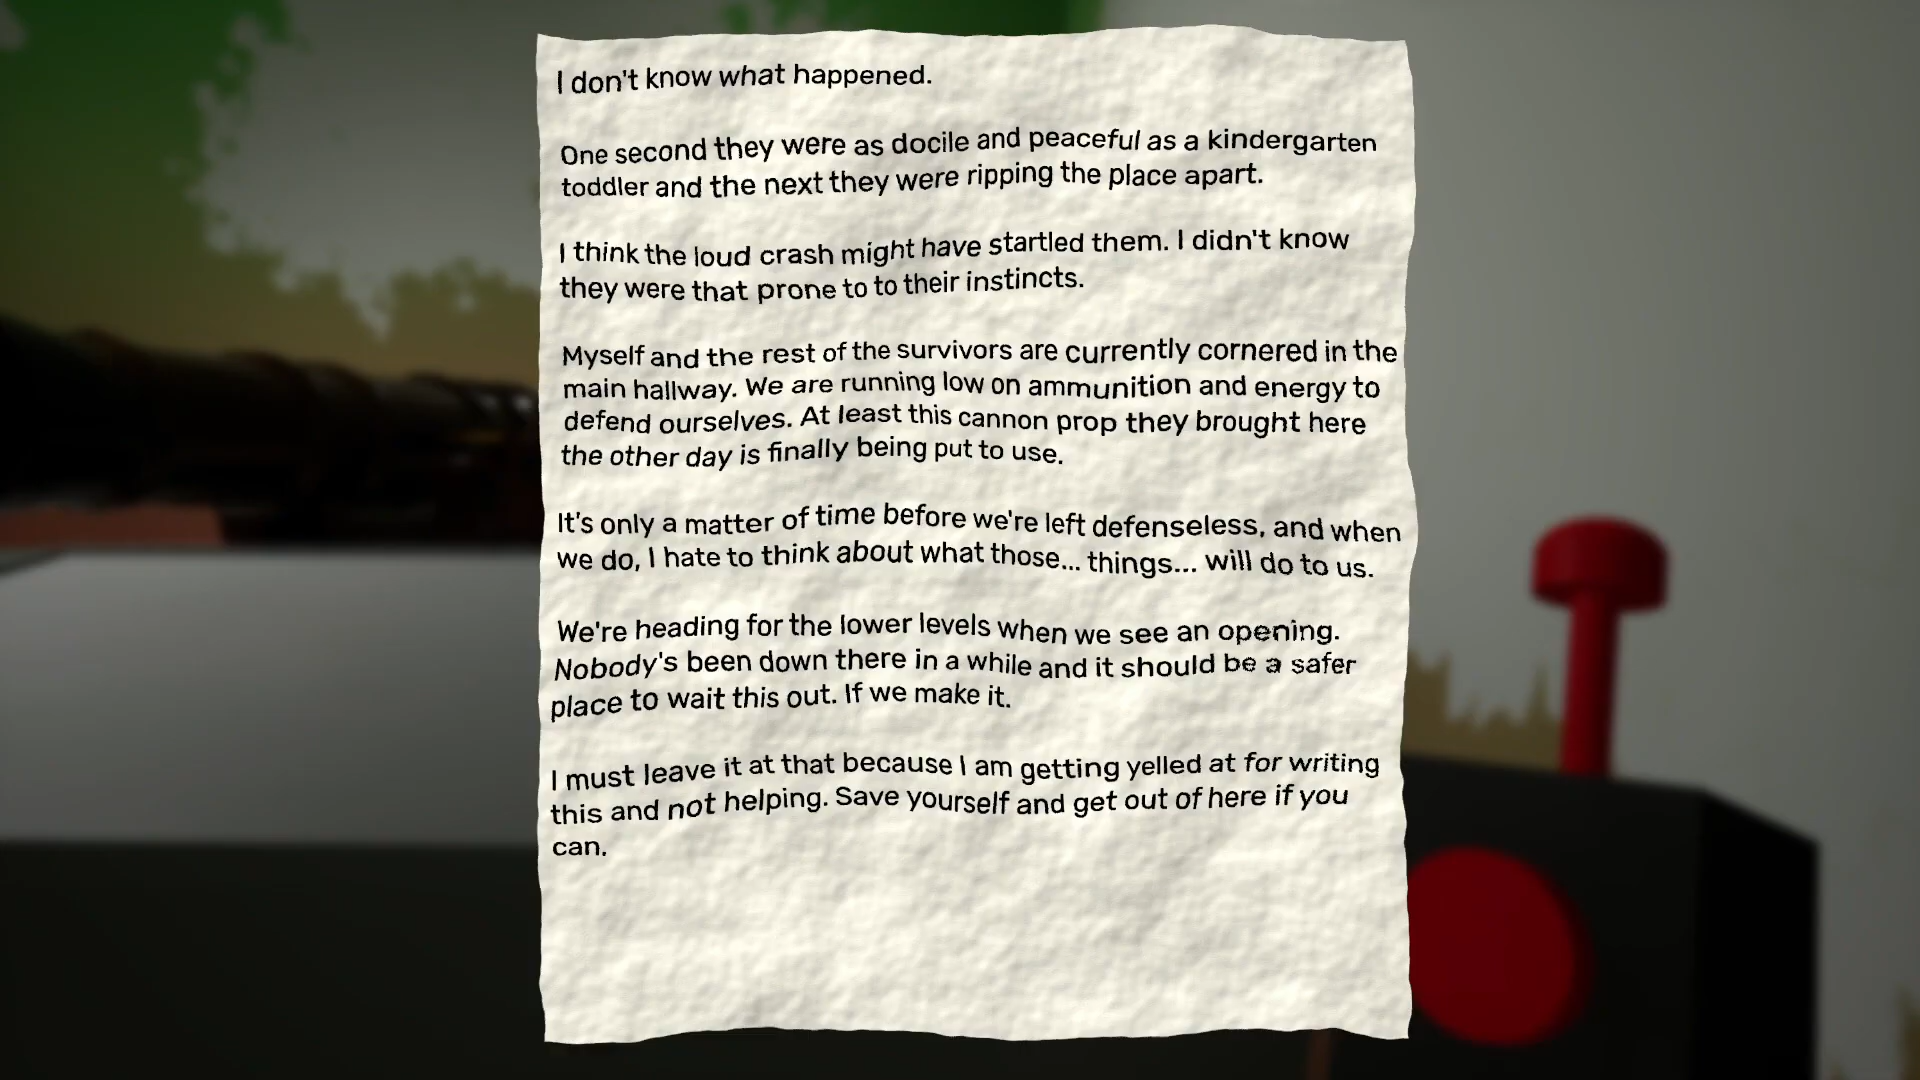 I don't know what happened.
One second they were as docile and peaceful as a kindergarten
toddler and the next they were ripping the place apart.
I think the loud crash might have startled them. I didn't know
they were that prone to to their instincts.
Myself and the rest of the survivors are currently cornered in the
main hallway. We are running low on ammunition and energy to
defend ourselves. At least this cannon prop they brought here
the other day is finally being put to use.
It's only a matter of time before we're left defenseless, and when
we do, I hate to think about what those... things... will do to us.
We're heading for the lower levels when we see an opening.
Nobody's been down there in a while and it should be a safer
place to wait this out. If we make it.
I must leave it at that because I am getting yelled at for writing
this and not helping. Save yourself and get out of here if you
can.